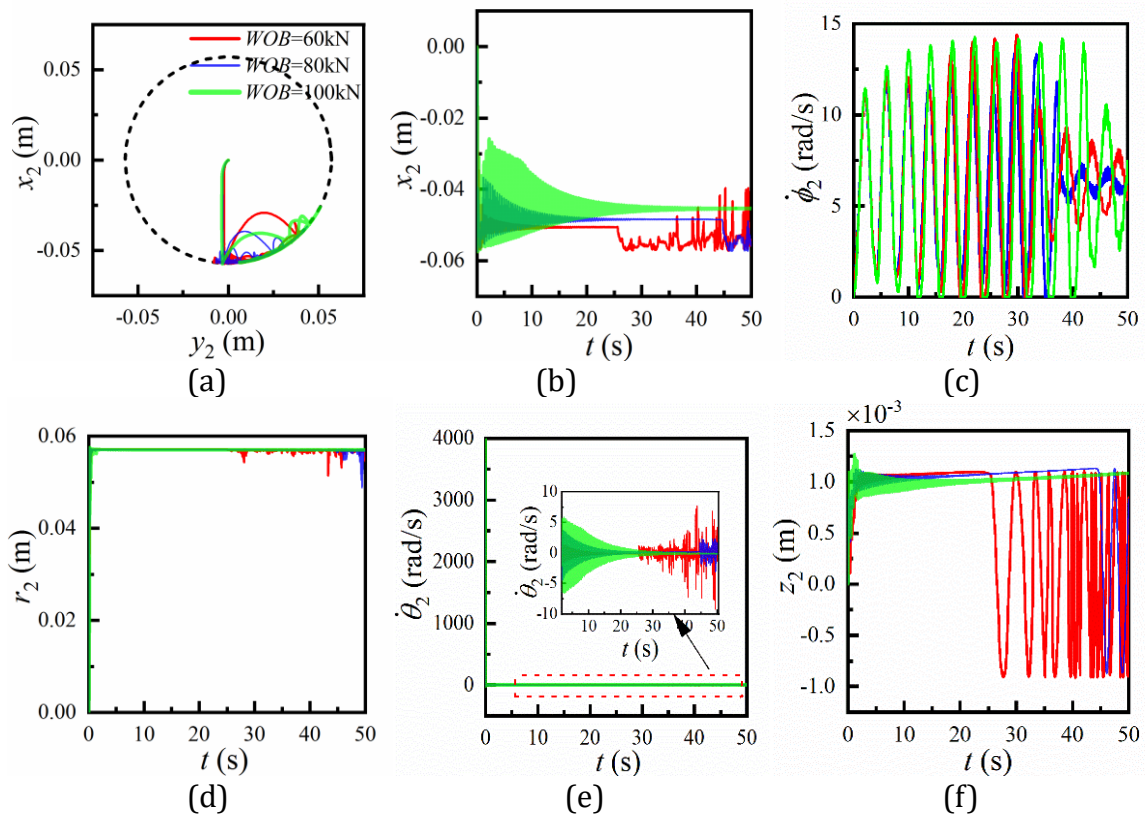 WOB=60kN
WOB=80kN
WOB=100kN
0.05
0.00
-0.05
x₂ (m)
-0.05 0.00 0.05
y₂ (m)
(a)
0.00
-0.02
-0.04
-0.06
x₂ (m)
0 10 20 30 40 50
t (s)
(b)
15
10
5
0
φ̇₂ (rad/s)
0 10 20 30 40 50
t (s)
(c)
0.06
0.04
0.02
0.00
r₂ (m)
0 10 20 30 40 50
t (s)
(d)
4000
3500
3000
2500
2000
1500
1000
500
0
θ̇₂ (rad/s)
10
5
0
-5
-10
θ̇₂ (rad/s)
10 20 30 40 50
t (s)
0 10 20 30 40 50
t (s)
(e)
×10⁻³
1.5
1.0
0.5
0.0
-0.5
-1.0
z₂ (m)
0 10 20 30 40 50
t (s)
(f)